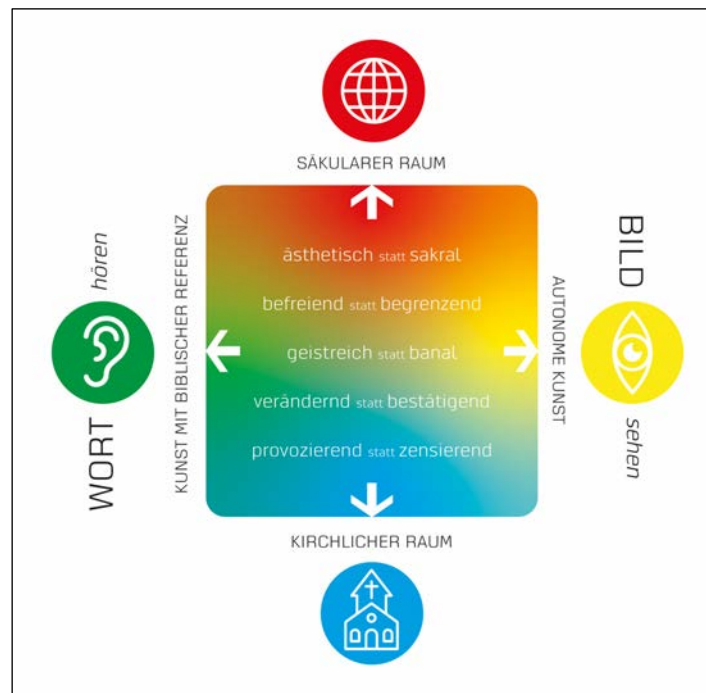 SÄKULARER RAUM
WORT hören
KUNST MIT BIBLISCHER REFERENZ
ästhetisch statt sakral
befreiend statt begrenzend
geistreich statt banal
verändernd statt bestätigend
provozierend statt zensierend
AUTONOME KUNST
BILD sehen
KIRCHLICHER RAUM